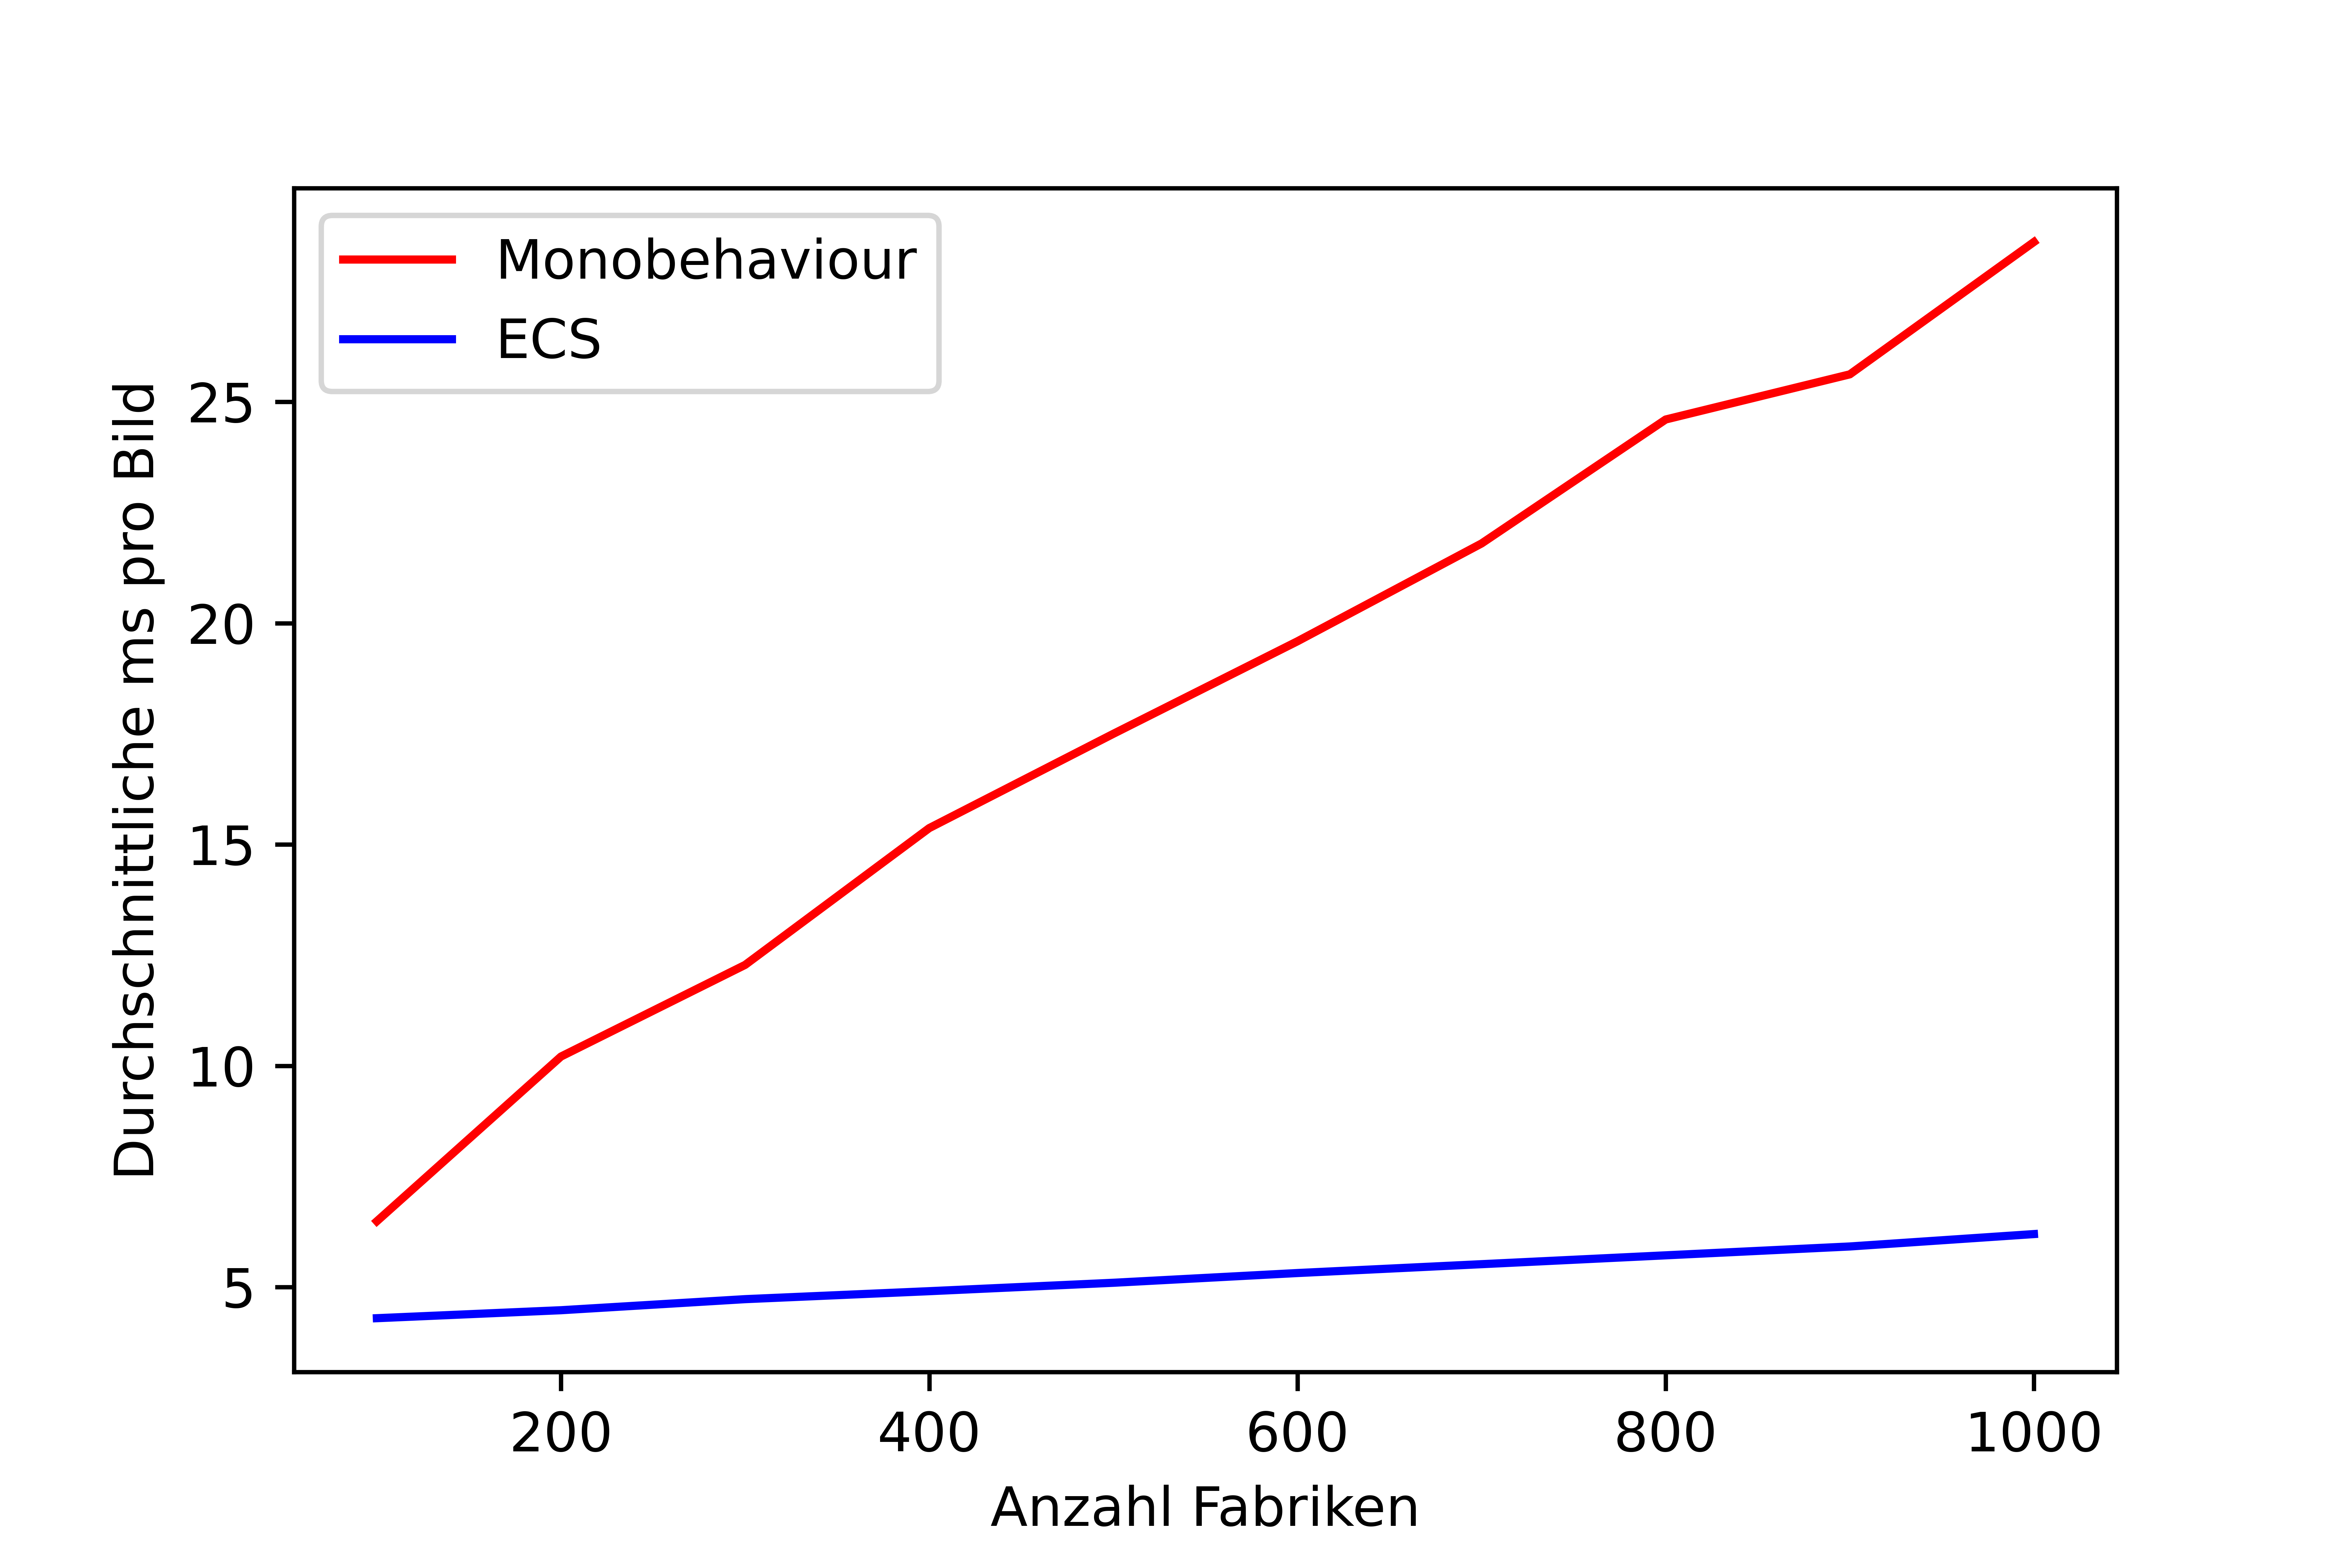 Monobehaviour
ECS
Durchschnittliche ms pro Bild
25
20
15
10
5
200 400 600 800 1000
Anzahl Fabriken